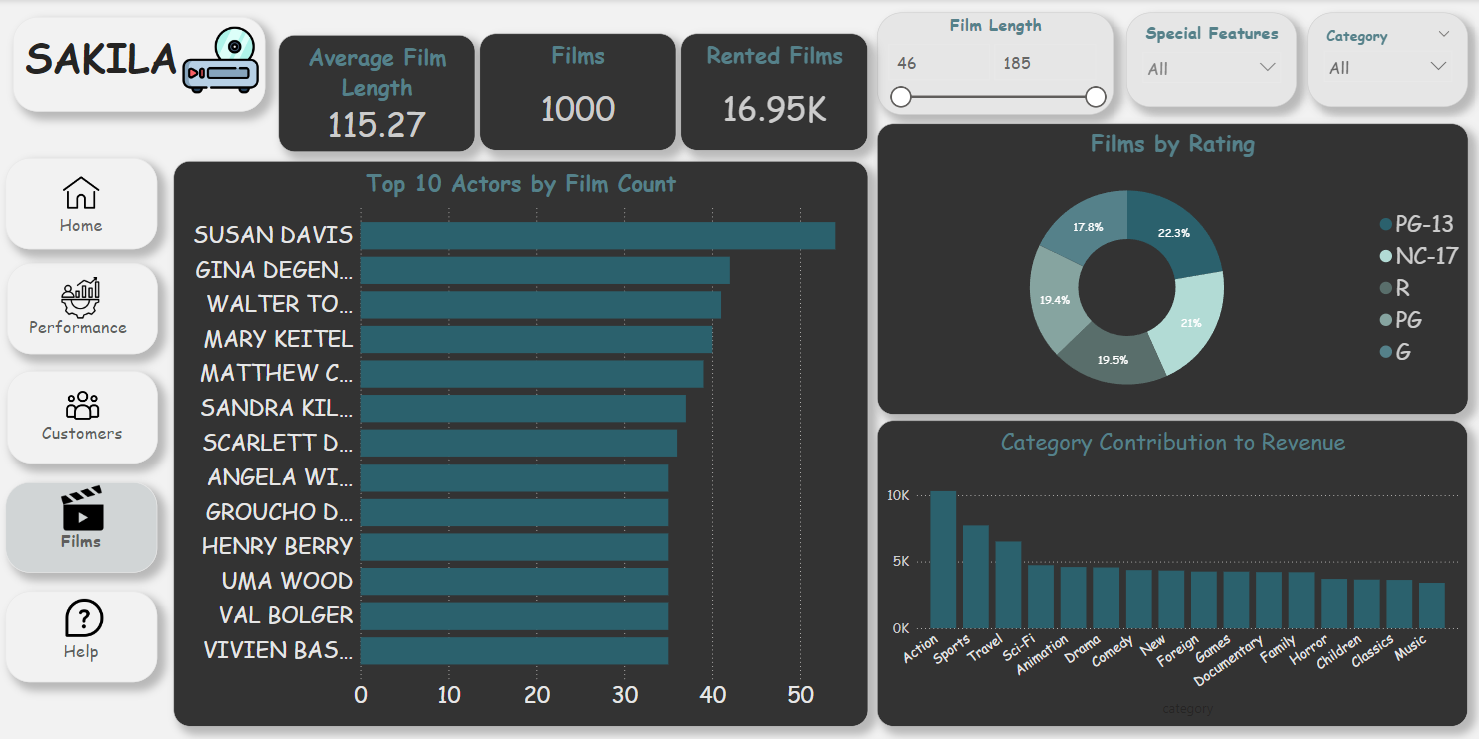 SAKILA
Average Film
Length
115.27
Films
1000
Rented Films
16.95K
Film Length
46
185
Special Features
All
Category
All
Home
Performance
Customers
Films
Help
Top 10 Actors by Film Count
SUSAN DAVIS
GINA DEGEN...
WALTER TO...
MARY KEITEL
MATTHEW C...
SANDRA KIL...
SCARLETT D...
ANGELA WI...
GROUCHO D...
HENRY BERRY
UMA WOOD
VAL BOLGER
VIVIEN BAS...
0 10 20 30 40 50
Films by Rating
22.3%
21%
19.5%
19.4%
17.8%
PG-13
NC-17
R
PG
G
Category Contribution to Revenue
10K
5K
0K
Action
Sports
Travel
Sci-Fi
Animation
Drama
Comedy
New
Foreign
Games
Documentary
Family
Horror
Children
Classics
Music
category